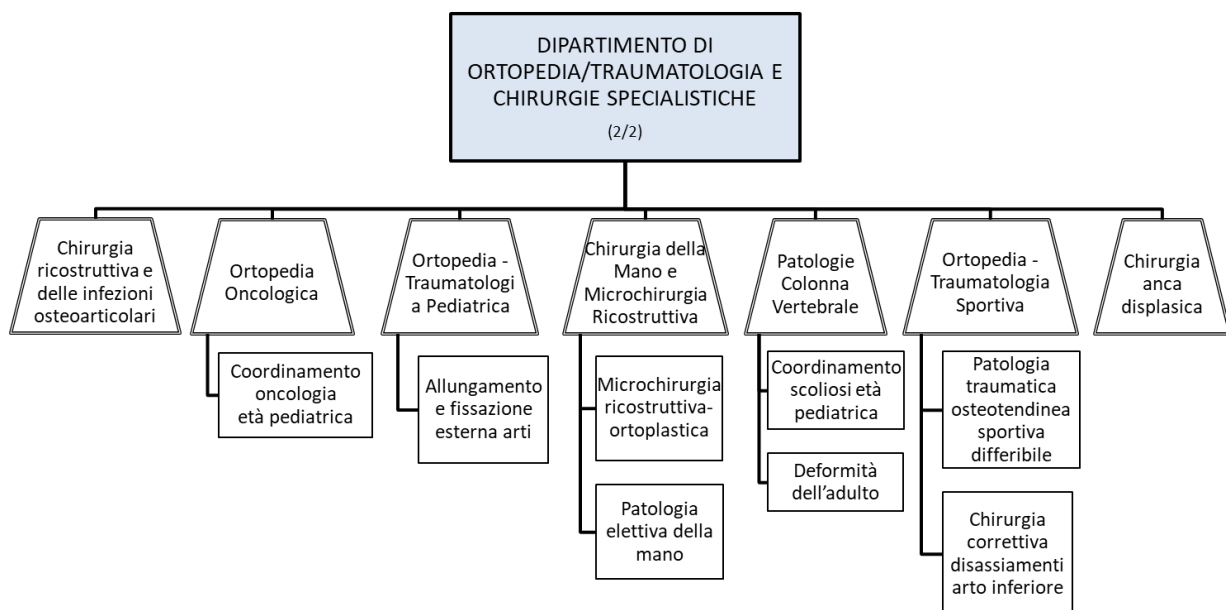 DIPARTIMENTO DI
ORTOPEDIA/TRAUMATOLOGIA E
CHIRURGIE SPECIALISTICHE
(2/2)
Chirurgia
ricostruttiva e
delle infezioni
osteoarticolari
Ortopedia
Oncologica
Ortopedia -
Traumatologi
a Pediatrica
Chirurgia della
Mano e
Microchirurgia
Ricostruttiva
Patologie
Colonna
Vertebrale
Ortopedia -
Traumatologia
Sportiva
Chirurgia
anca
displasica
Coordinamento
oncologia
età pediatrica
Allungamento
e fissazione
esterna arti
Microchirurgia
ricostruttiva-
ortoplastica
Patologia
elettiva della
mano
Coordinamento
scoliosi età
pediatrica
Deformità
dell'adulto
Patologia
traumatica
osteotendinea
sportiva
differibile
Chirurgia
correttiva
disassiamenti
arto inferiore